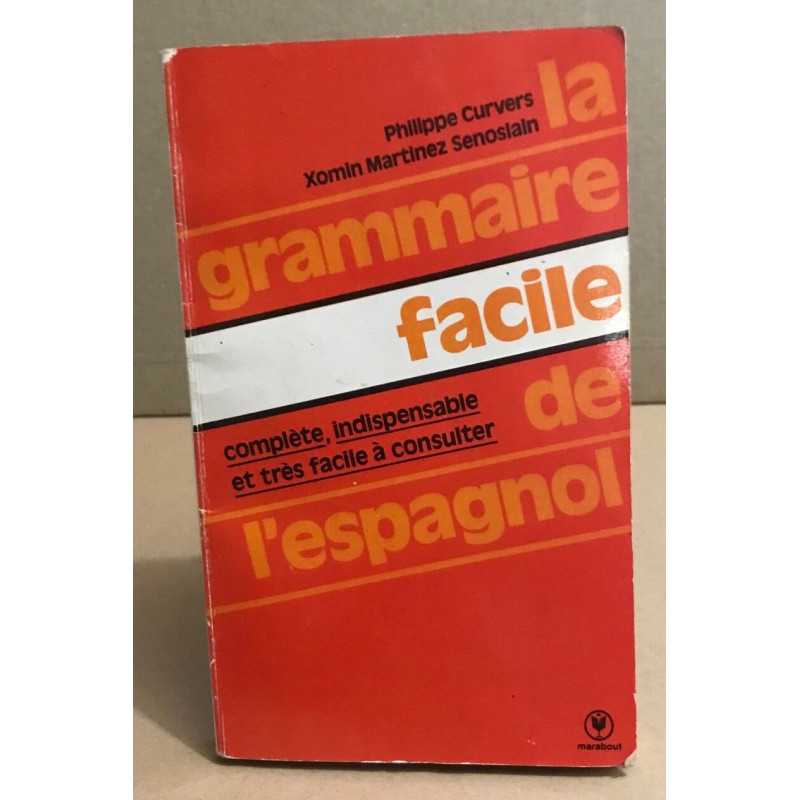 Philippe Curvers
Xomin Martinez Senosiain
la
grammaire
facile
de
l'espagnol
complète, indispensable
et très facile à consulter
marabout